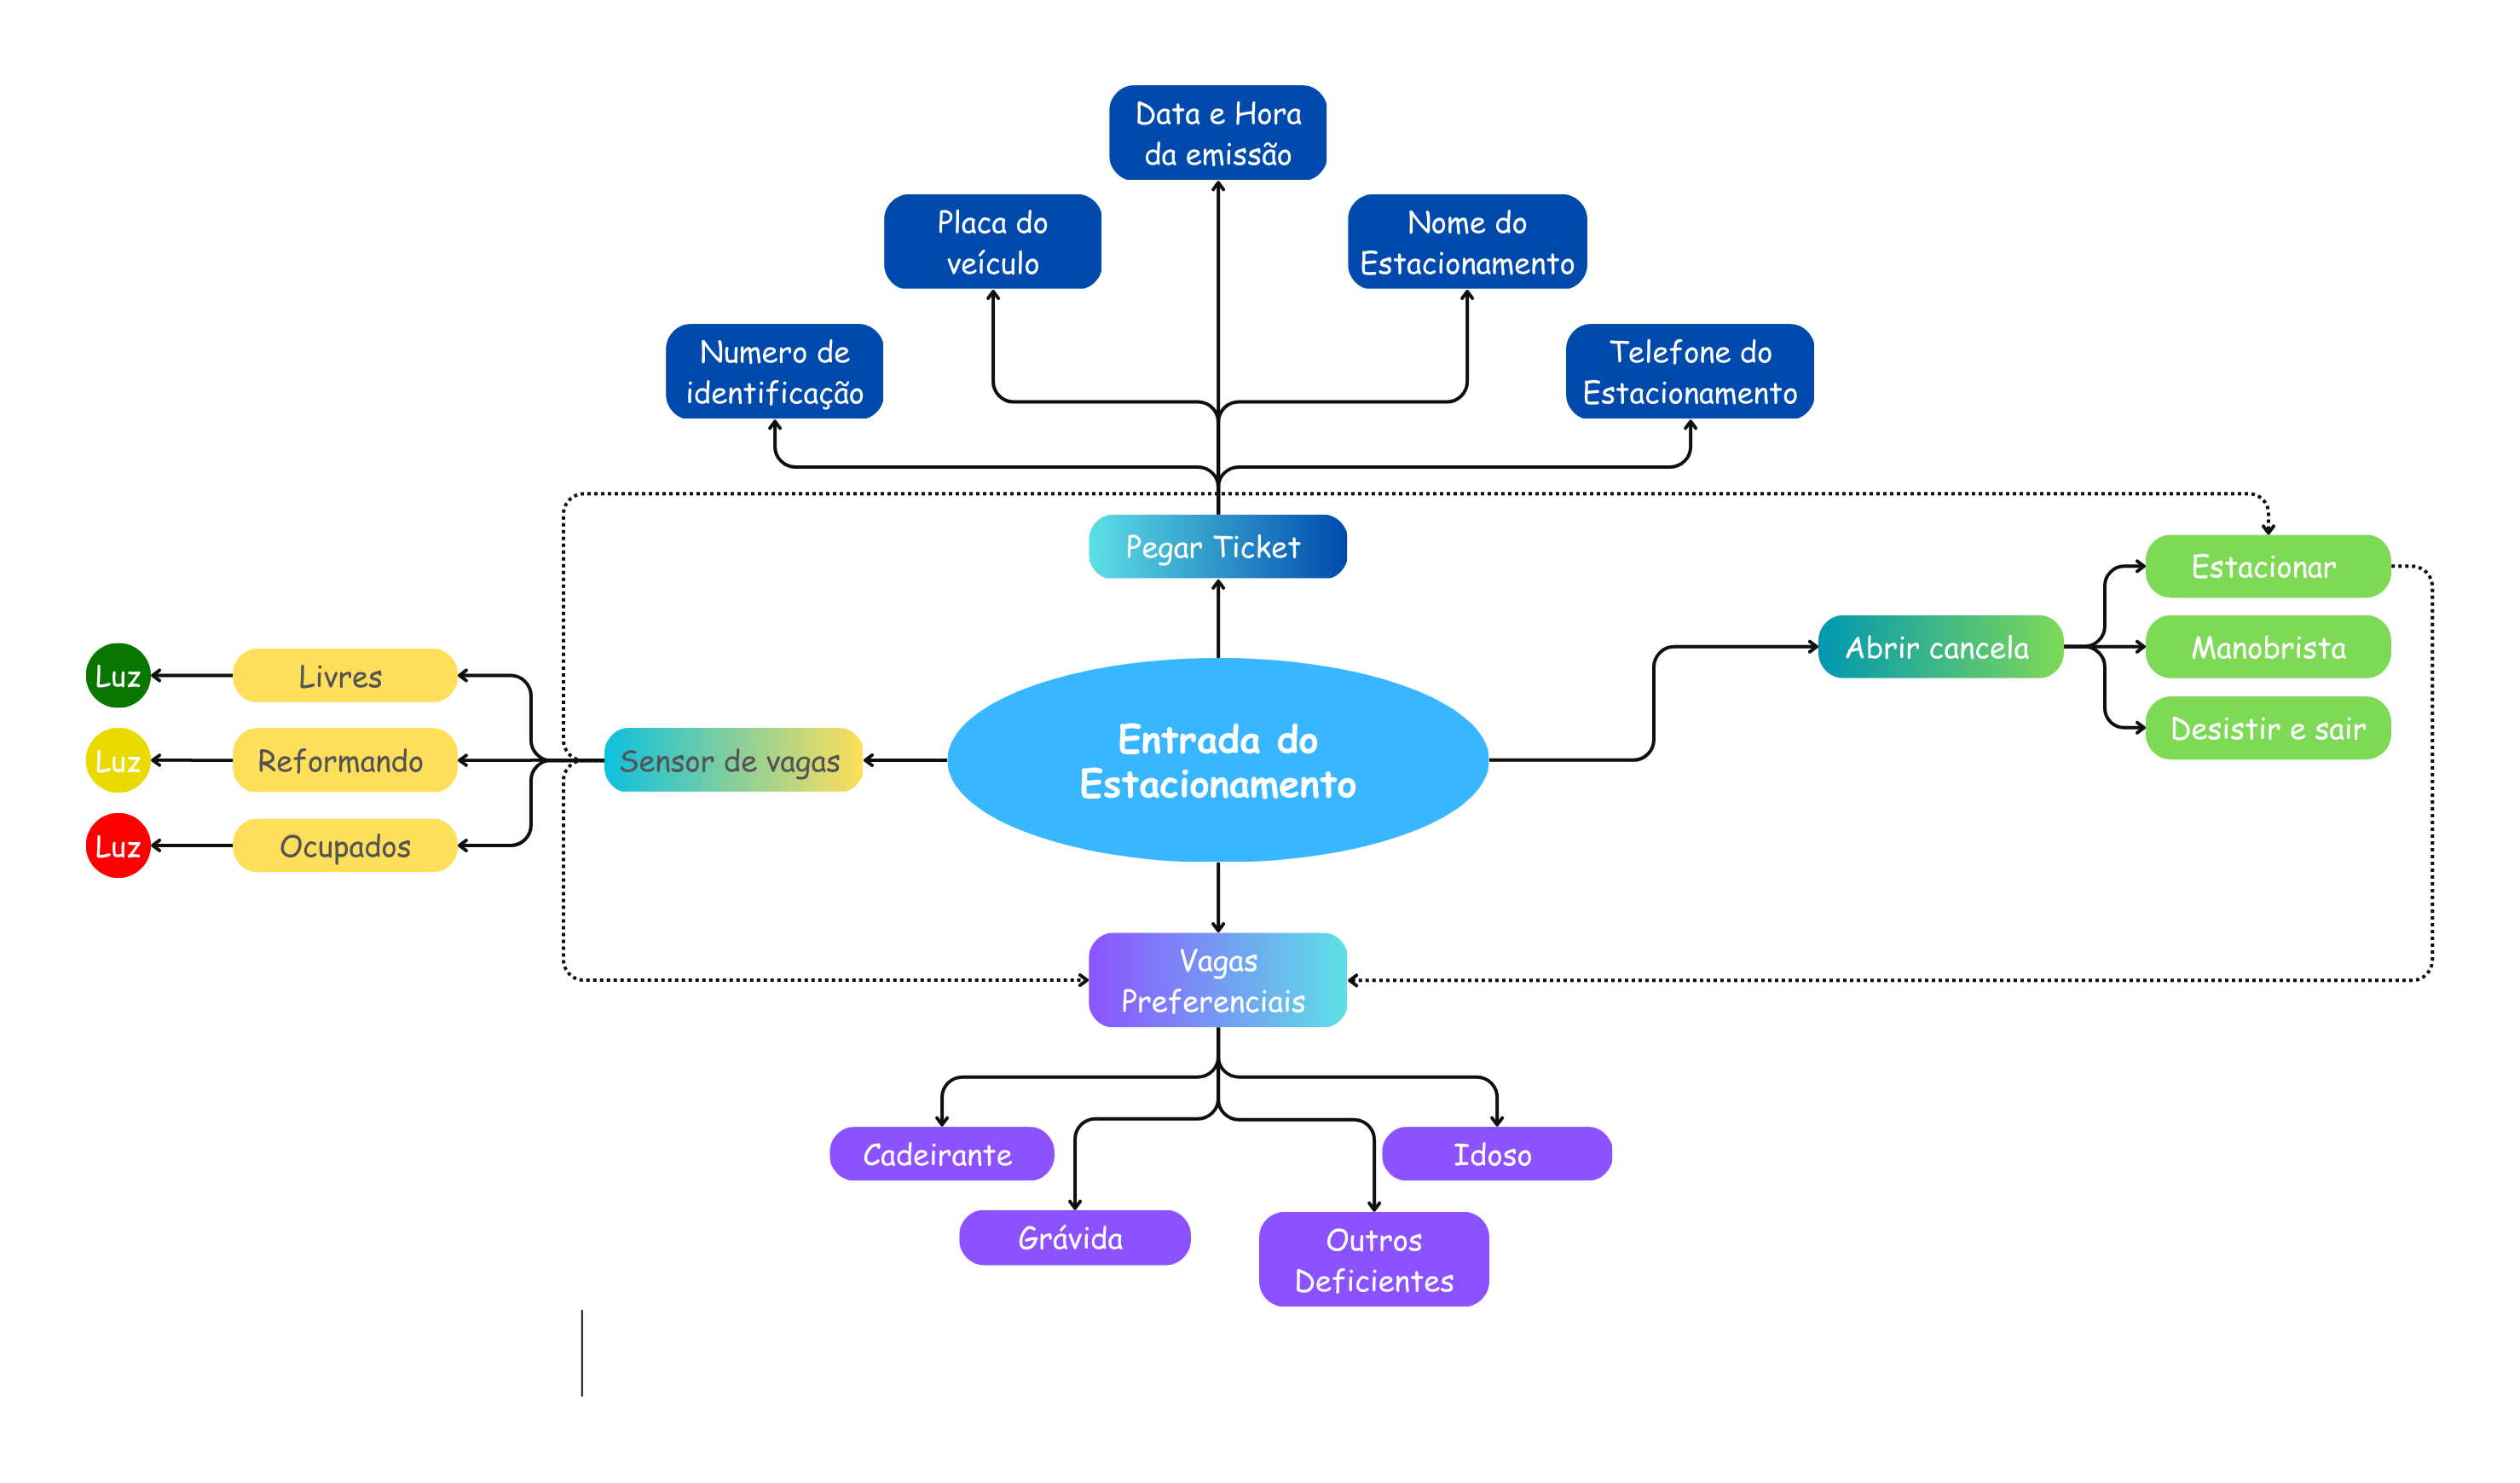 Data e Hora
da emissão
Placa do
veículo
Nome do
Estacionamento
Numero de
identificação
Telefone do
Estacionamento
Pegar Ticket
Estacionar
Abrir cancela
Manobrista
Desistir e sair
Luz
Livres
Luz
Reformando
Sensor de vagas
Entrada do
Estacionamento
Luz
Ocupados
Vagas
Preferenciais
Cadeirante
Idoso
Grávida
Outros
Deficientes